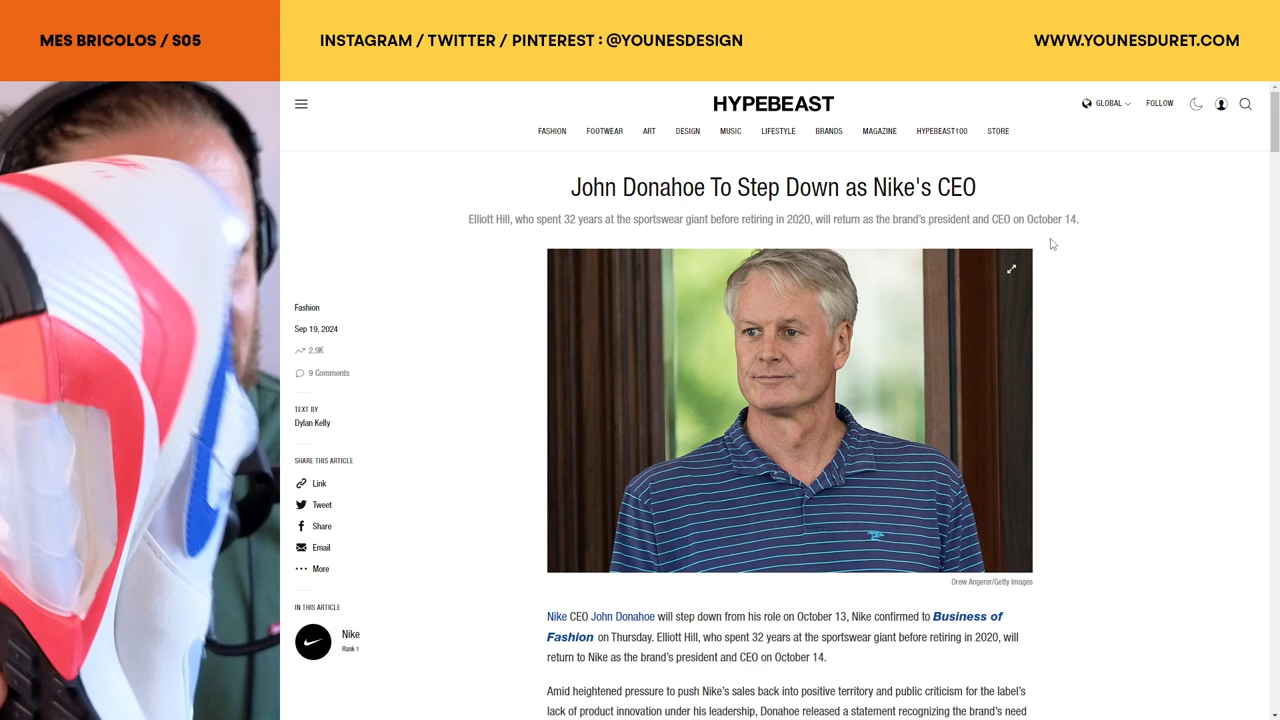 MES BRICOLOS / S05
INSTAGRAM / TWITTER / PINTEREST : @YOUNESDESIGN
WWW.YOUNESDURET.COM
HYPEBEAST
GLOBAL
FOLLOW
FASHION FOOTWEAR ART DESIGN MUSIC LIFESTYLE BRANDS MAGAZINE HYPEBEAST100 STORE
John Donahoe To Step Down as Nike's CEO
Elliott Hill, who spent 32 years at the sportswear giant before retiring in 2020, will return as the brand’s president and CEO on October 14.
Fashion
Sep 19, 2024
2.9K
9 Comments
TEXT BY
Dylan Kelly
SHARE THIS ARTICLE
Link
Tweet
Share
Email
More
IN THIS ARTICLE
Nike
Rank 1
Drew Angerer/Getty Images
Nike CEO John Donahoe will step down from his role on October 13, Nike confirmed to Business of
Fashion on Thursday. Elliott Hill, who spent 32 years at the sportswear giant before retiring in 2020, will
return to Nike as the brand’s president and CEO on October 14.
Amid heightened pressure to push Nike’s sales back into positive territory and public criticism for the label’s
lack of product innovation under his leadership, Donahoe released a statement recognizing the brand’s need